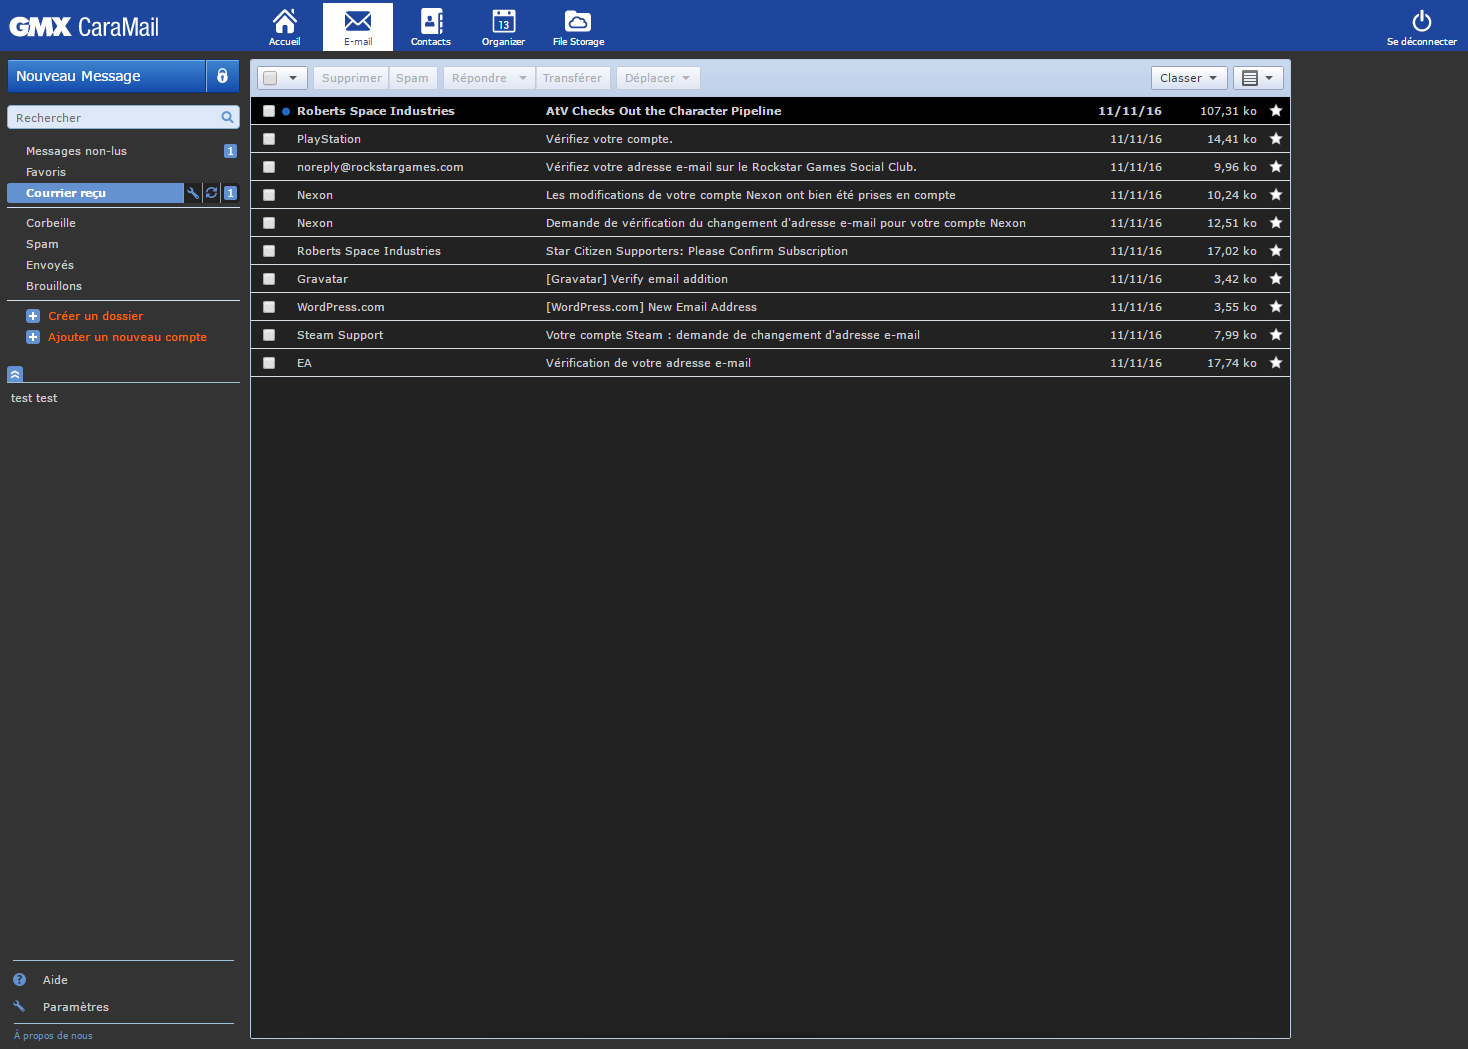 GMX CaraMail
Accueil
E-mail
Contacts
13
Organizer
File Storage
Se déconnecter
Nouveau Message
Supprimer Spam Répondre Transférer Déplacer Classer
Rechercher
Messages non-lus 1
Favoris
Courrier reçu 1
Corbeille
Spam
Envoyés
Brouillons
Créer un dossier
Ajouter un nouveau compte
test test
Roberts Space Industries AtV Checks Out the Character Pipeline 11/11/16 107,31 ko
PlayStation Vérifiez votre compte. 11/11/16 14,41 ko
noreply@rockstargames.com Vérifiez votre adresse e-mail sur le Rockstar Games Social Club. 11/11/16 9,96 ko
Nexon Les modifications de votre compte Nexon ont bien été prises en compte 11/11/16 10,24 ko
Nexon Demande de vérification du changement d'adresse e-mail pour votre compte Nexon 11/11/16 12,51 ko
Roberts Space Industries Star Citizen Supporters: Please Confirm Subscription 11/11/16 17,02 ko
Gravatar [Gravatar] Verify email addition 11/11/16 3,42 ko
WordPress.com [WordPress.com] New Email Address 11/11/16 3,55 ko
Steam Support Votre compte Steam : demande de changement d'adresse e-mail 11/11/16 7,99 ko
EA Vérification de votre adresse e-mail 11/11/16 17,74 ko
? Aide
Paramètres
À propos de nous